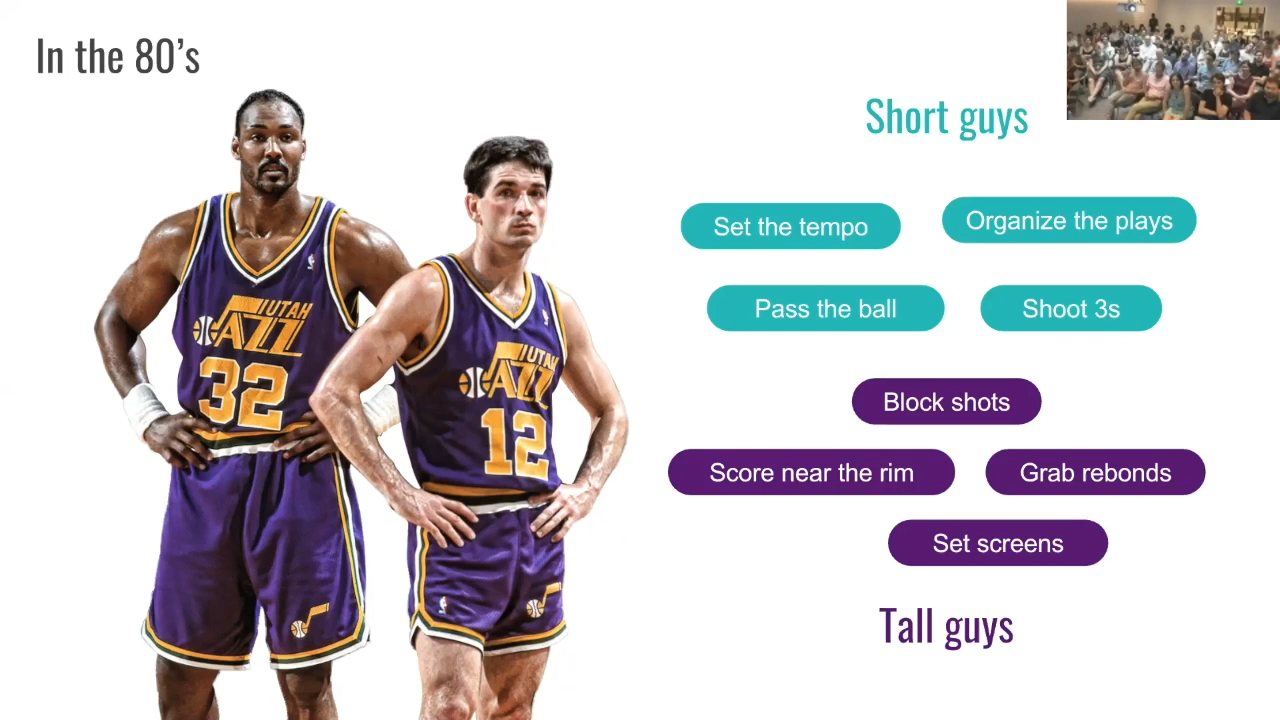 In the 80’s
Short guys
Set the tempo
Organize the plays
Pass the ball
Shoot 3s
Block shots
Score near the rim
Grab rebonds
Set screens
Tall guys
UTAH
JAZZ
32
UTAH
JAZZ
12